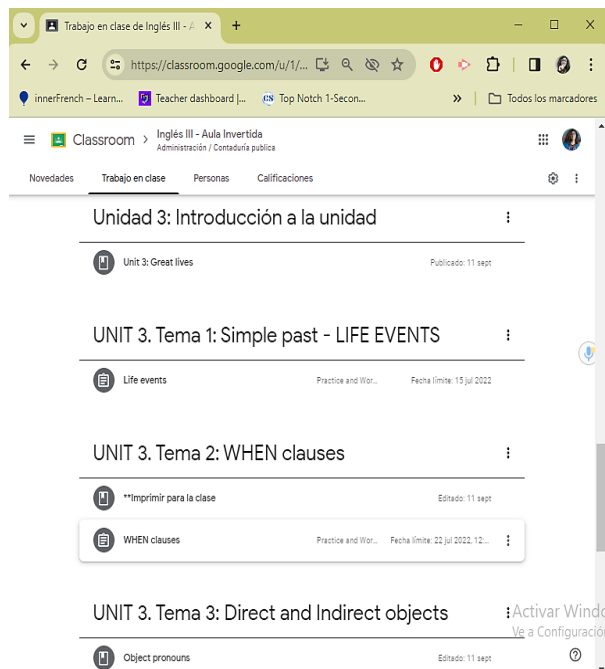 Trabajo en clase de Inglés III - A
https://classroom.google.com/u/1/...
innerFrench – Learn...
Teacher dashboard |...
CS
Top Notch 1-Secon...
Todos los marcadores
Classroom
Inglés III - Aula Invertida
Administración / Contaduría publica
Novedades
Trabajo en clase
Personas
Calificaciones
Unidad 3: Introducción a la unidad
Unit 3: Great lives
Publicado: 11 sept
UNIT 3. Tema 1: Simple past - LIFE EVENTS
Life events
Practice and Wor...
Fecha límite: 15 jul 2022
UNIT 3. Tema 2: WHEN clauses
**Imprimir para la clase
Editado: 11 sept
WHEN clauses
Practice and Wor...
Fecha límite: 22 jul 2022, 12:...
UNIT 3. Tema 3: Direct and Indirect objects
Activar Windo
Ve a Configuració
Object pronouns
Editado: 11 sept